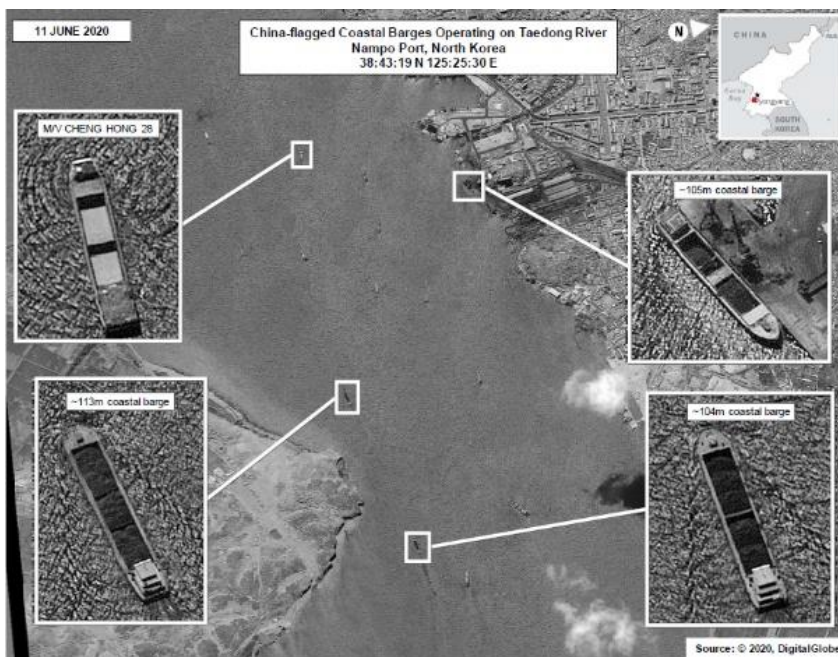 11 JUNE 2020
China-flagged Coastal Barges Operating on Taedong River
Nampo Port, North Korea
38:43:19 N 125:25:30 E
N
CHINA
Pyongyang
SOUTH
KOREA
M/V CHENG HONG 28
~105m coastal barge
~113m coastal barge
~104m coastal barge
Source: © 2020, DigitalGlobe